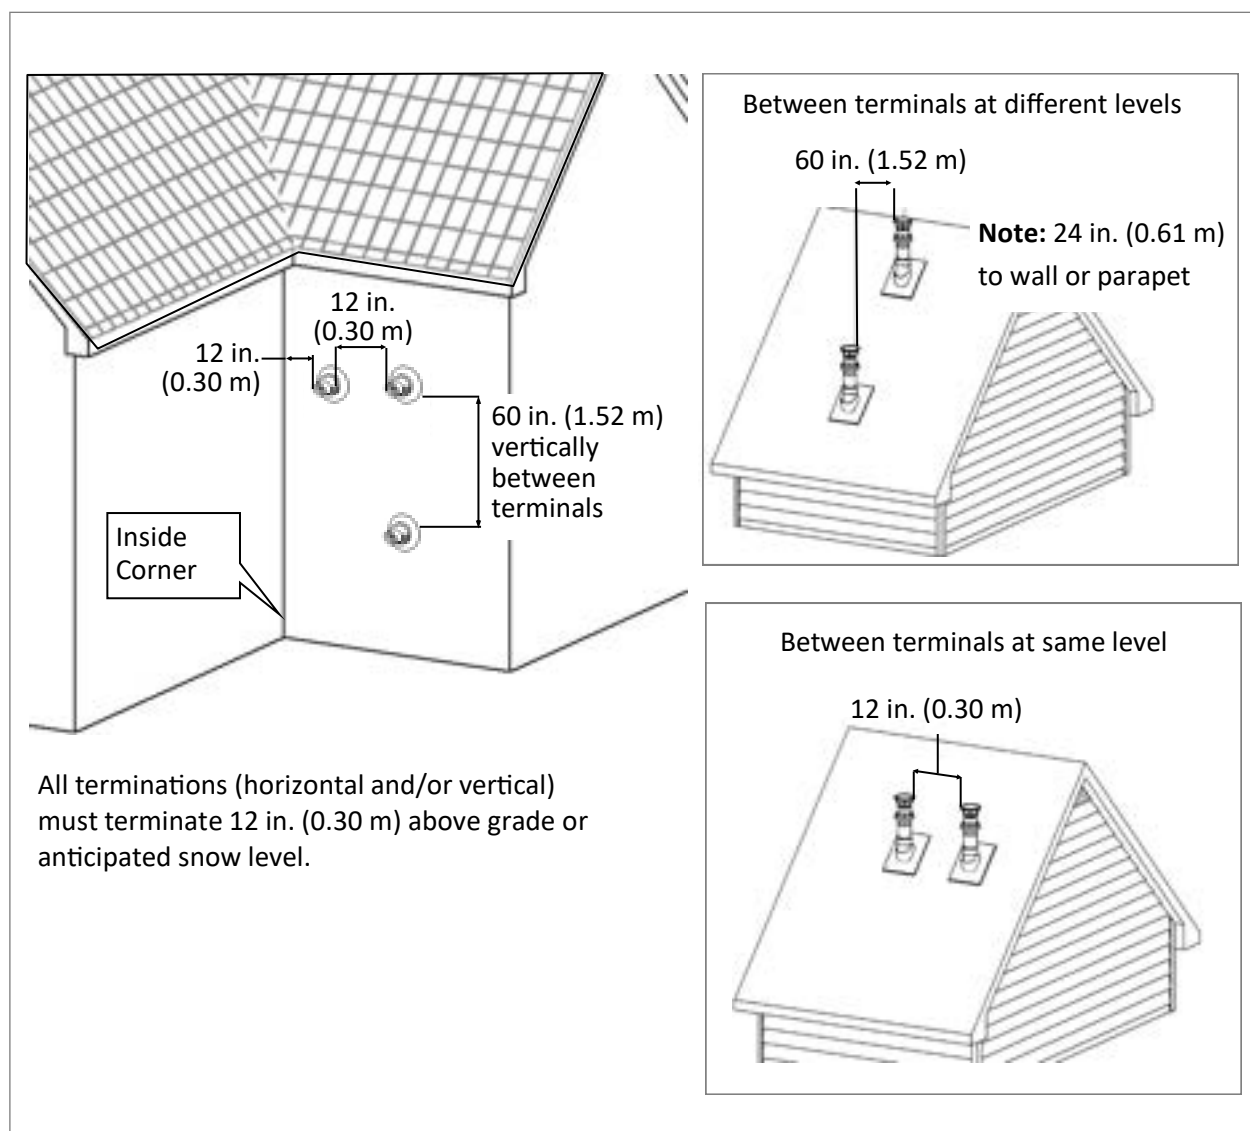 12 in.
(0.30 m)
12 in.
(0.30 m)
60 in. (1.52 m)
vertically
between
terminals
Inside
Corner
All terminations (horizontal and/or vertical)
must terminate 12 in. (0.30 m) above grade or
anticipated snow level.
Between terminals at different levels
60 in. (1.52 m)
Note: 24 in. (0.61 m)
to wall or parapet
Between terminals at same level
12 in. (0.30 m)